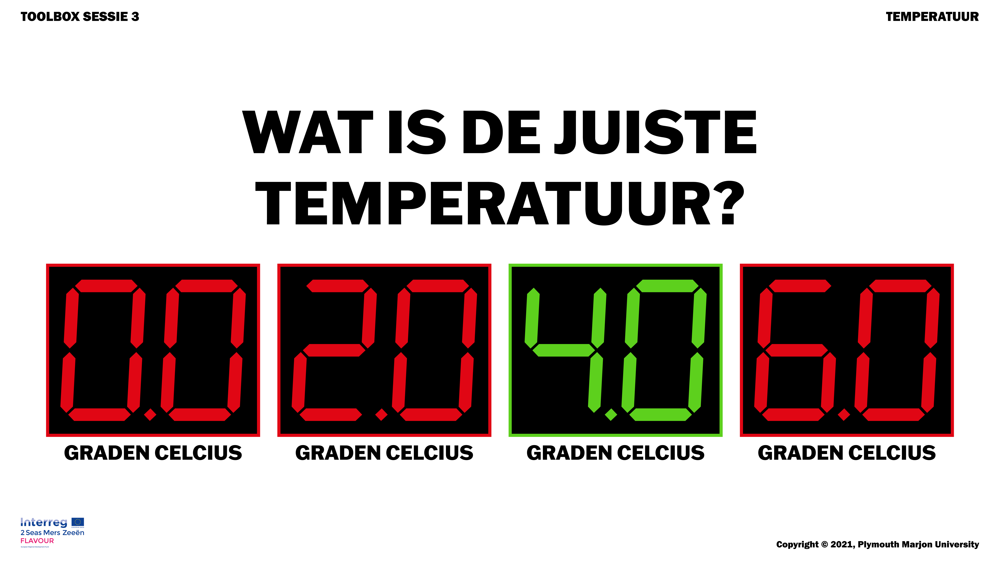 TOOLBOX SESSIE 3
TEMPERATUUR
WAT IS DE JUISTE
TEMPERATUUR?
0.0
2.0
4.0
6.0
GRADEN CELCIUS
GRADEN CELCIUS
GRADEN CELCIUS
GRADEN CELCIUS
Interreg
EUROPEAN UNION
2 Seas Mers Zeeën
FLAVOUR
European Regional Development Fund
Copyright © 2021, Plymouth Marjon University